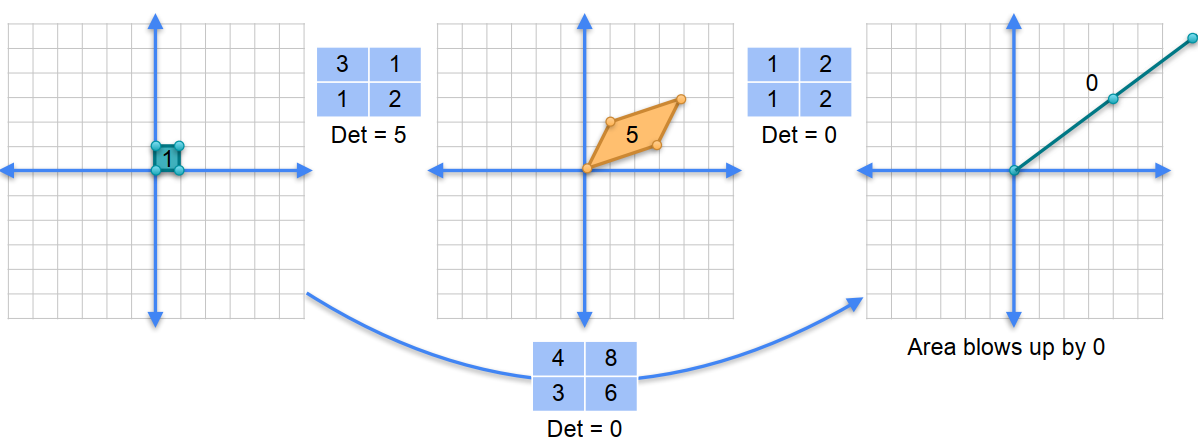 3 1
1 2
Det = 5
1 2
1 2
Det = 0
1
5
0
4 8
3 6
Det = 0
Area blows up by 0